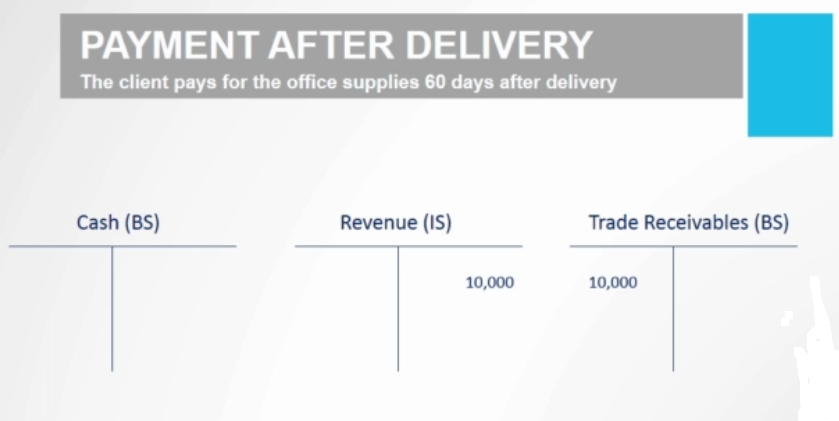 PAYMENT AFTER DELIVERY
The client pays for the office supplies 60 days after delivery
Cash (BS)
Revenue (IS)
Trade Receivables (BS)
10,000
10,000